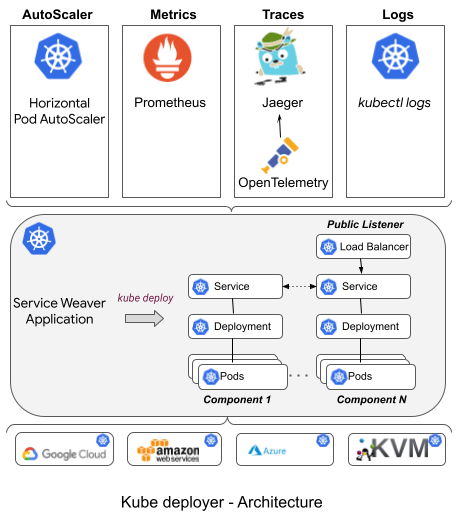 AutoScaler
Metrics
Traces
Logs
Horizontal
Pod AutoScaler
Prometheus
Jaeger
kubectl logs
OpenTelemetry
Public Listener
Load Balancer
Service
Service
Service Weaver
Application
kube deploy
Deployment
Deployment
Pods
...
Pods
Component 1
Component N
Google Cloud
amazon
web services
Azure
KVM
Kube deployer - Architecture